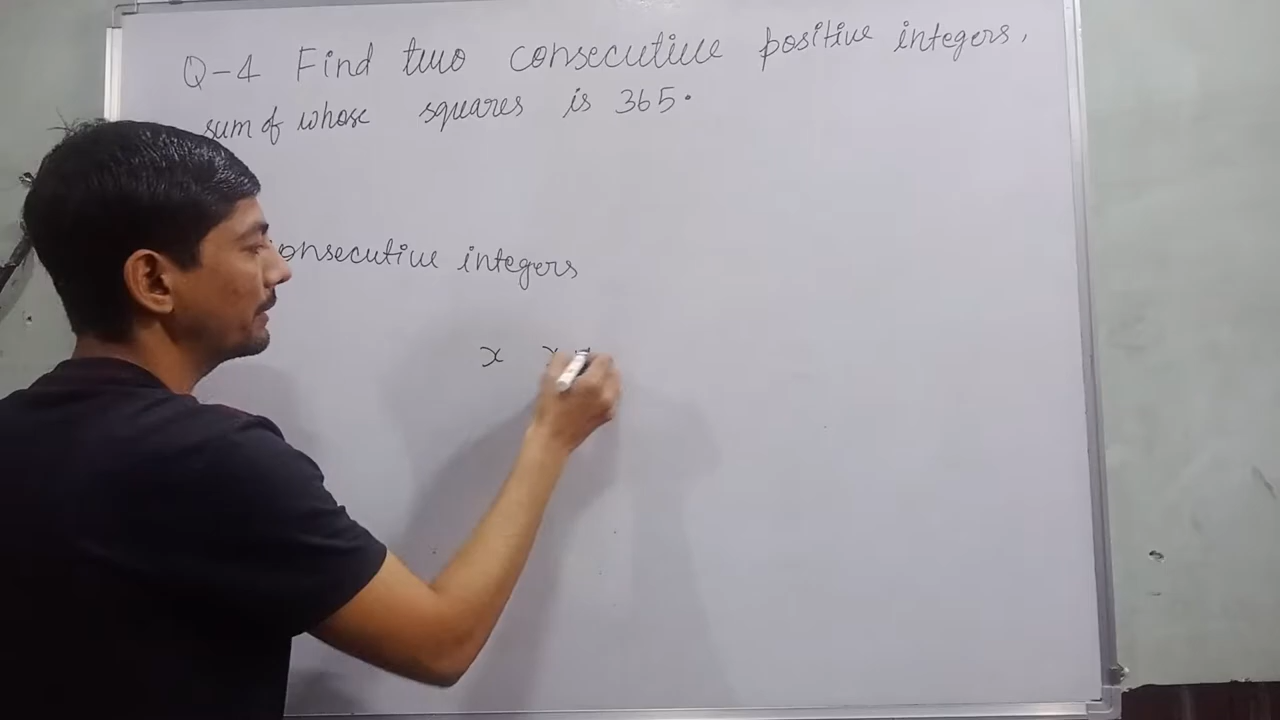 Q-4 Find two consecutive positive integers,
sum of whose squares is 365.
onsecutive integers
x x